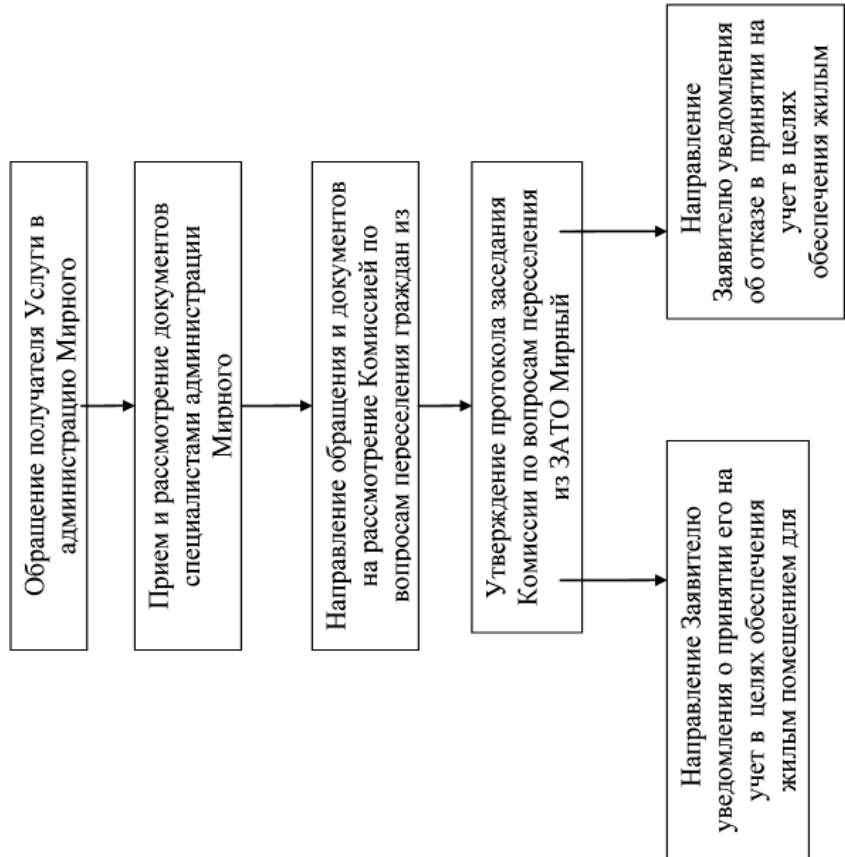 Обращение получателя Услуги в
администрацию Мирного
Прием и рассмотрение документов
специалистами администрации
Мирного
Направление обращения и документов
на рассмотрение Комиссией по
вопросам переселения граждан из
Утверждение протокола заседания
Комиссии по вопросам переселения
из ЗАТО Мирный
Направление Заявителю
уведомления о принятии его на
учет в целях обеспечения
жилым помещением для
Направление
Заявителю уведомления
об отказе в принятии на
учет в целях
обеспечения жилым